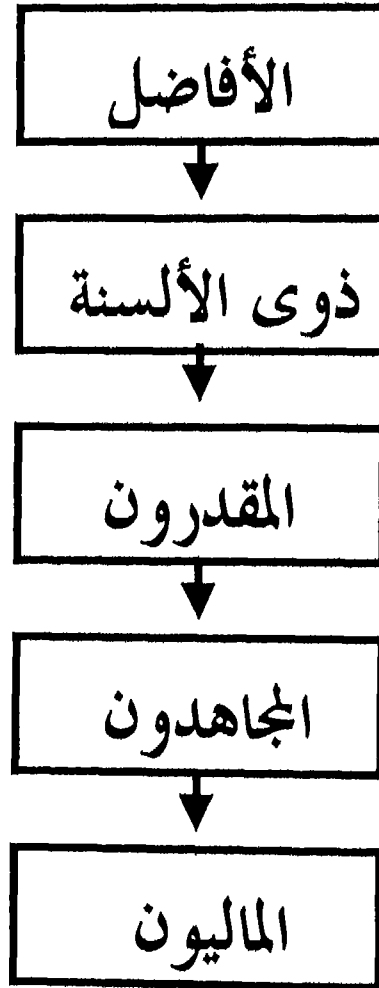 الأفاضل
ذوى الألسنة
المقدرون
المجاهدون
الماليون